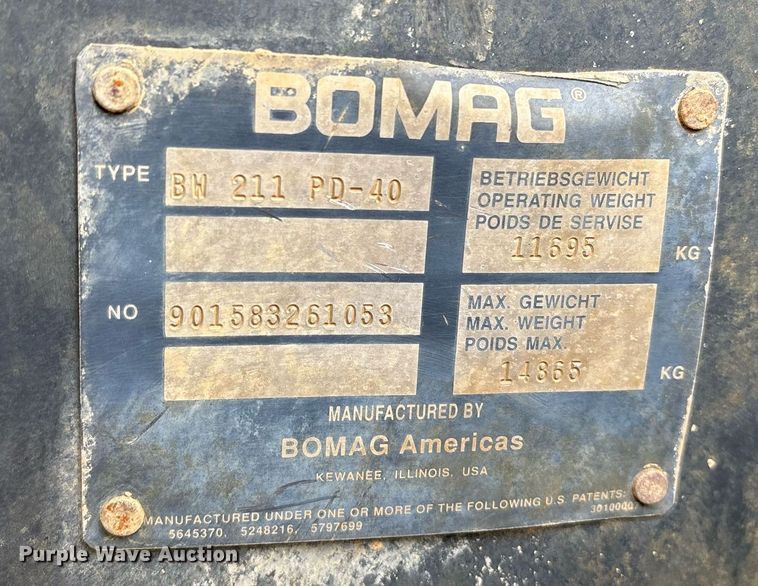 BOMAG®
TYPE BW 211 PD-40
BETRIEBSGEWICHT
OPERATING WEIGHT
POIDS DE SERVISE
11695 KG
NO 901583261053
MAX. GEWICHT
MAX. WEIGHT
POIDS MAX.
14865 KG
MANUFACTURED BY
BOMAG Americas
KEWANEE, ILLINOIS, USA
MANUFACTURED UNDER ONE OR MORE OF THE FOLLOWING U.S PATENTS:
5645370, 5248216, 5797699
Purple Wave Auction